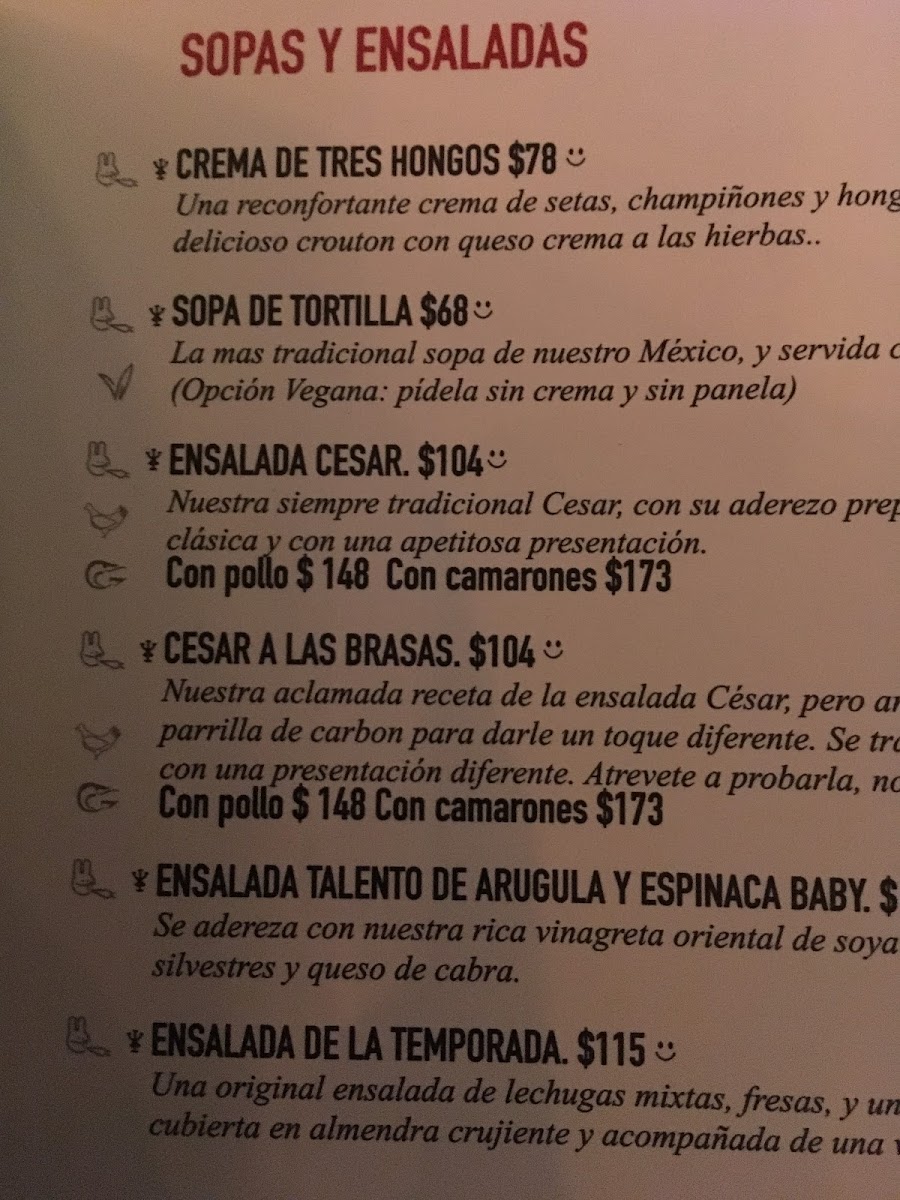 SOPAS Y ENSALADAS
CREMA DE TRES HONGOS $78
Una reconfortante crema de setas, champiñones y hong
delicioso crouton con queso crema a las hierbas..
SOPA DE TORTILLA $68
La mas tradicional sopa de nuestro México, y servida c
(Opción Vegana: pídela sin crema y sin panela)
ENSALADA CESAR. $104
Nuestra siempre tradicional Cesar, con su aderezo prep
clásica y con una apetitosa presentación.
Con pollo $ 148 Con camarones $173
CESAR A LAS BRASAS. $104
Nuestra aclamada receta de la ensalada César, pero an
parrilla de carbon para darle un toque diferente. Se tra
con una presentación diferente. Atrevete a probarla, no
Con pollo $ 148 Con camarones $173
ENSALADA TALENTO DE ARUGULA Y ESPINACA BABY. $
Se adereza con nuestra rica vinagreta oriental de soya
silvestres y queso de cabra.
ENSALADA DE LA TEMPORADA. $115
Una original ensalada de lechugas mixtas, fresas, y un
cubierta en almendra crujiente y acompañada de una v